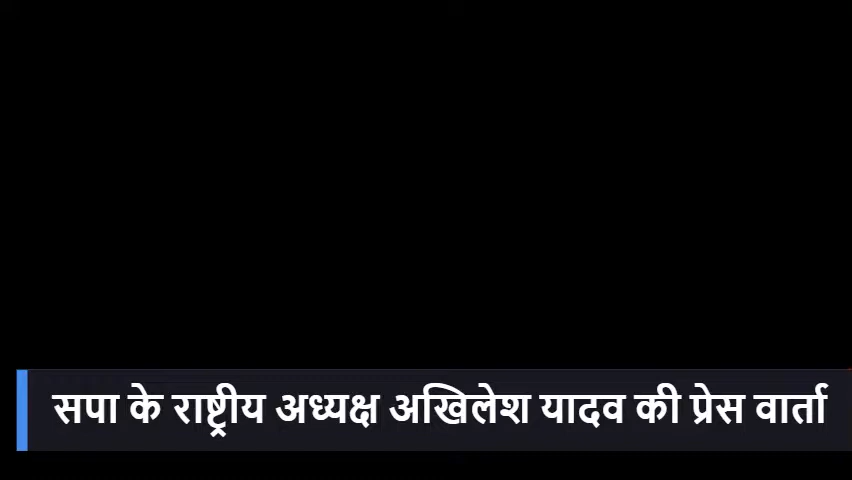 सपा के राष्ट्रीय अध्यक्ष अखिलेश यादव की प्रेस वार्ता